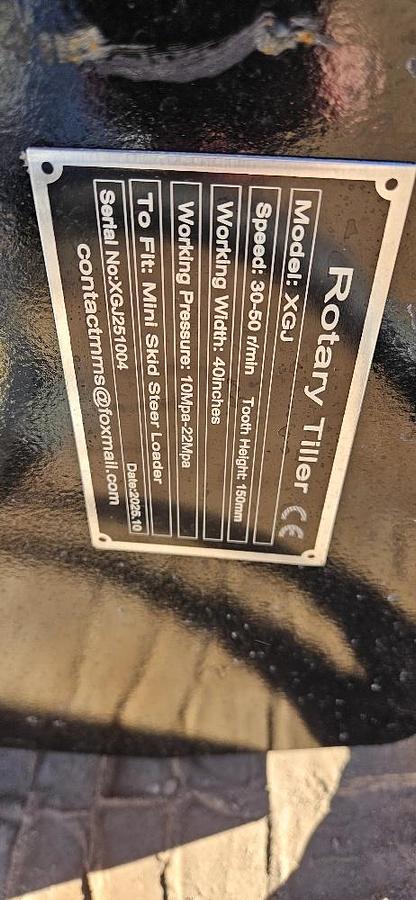 Rotary Tiller CE
Model: XGJ
Speed: 30-50 r/min Tooth Height: 150mm
Working Width: 40Inches
Working Pressure: 10Mpa-22Mpa
To Fit: Mini Skid Steer Loader
Serial No:XGJ251004 Date:2025.10
contactmms@foxmail.com